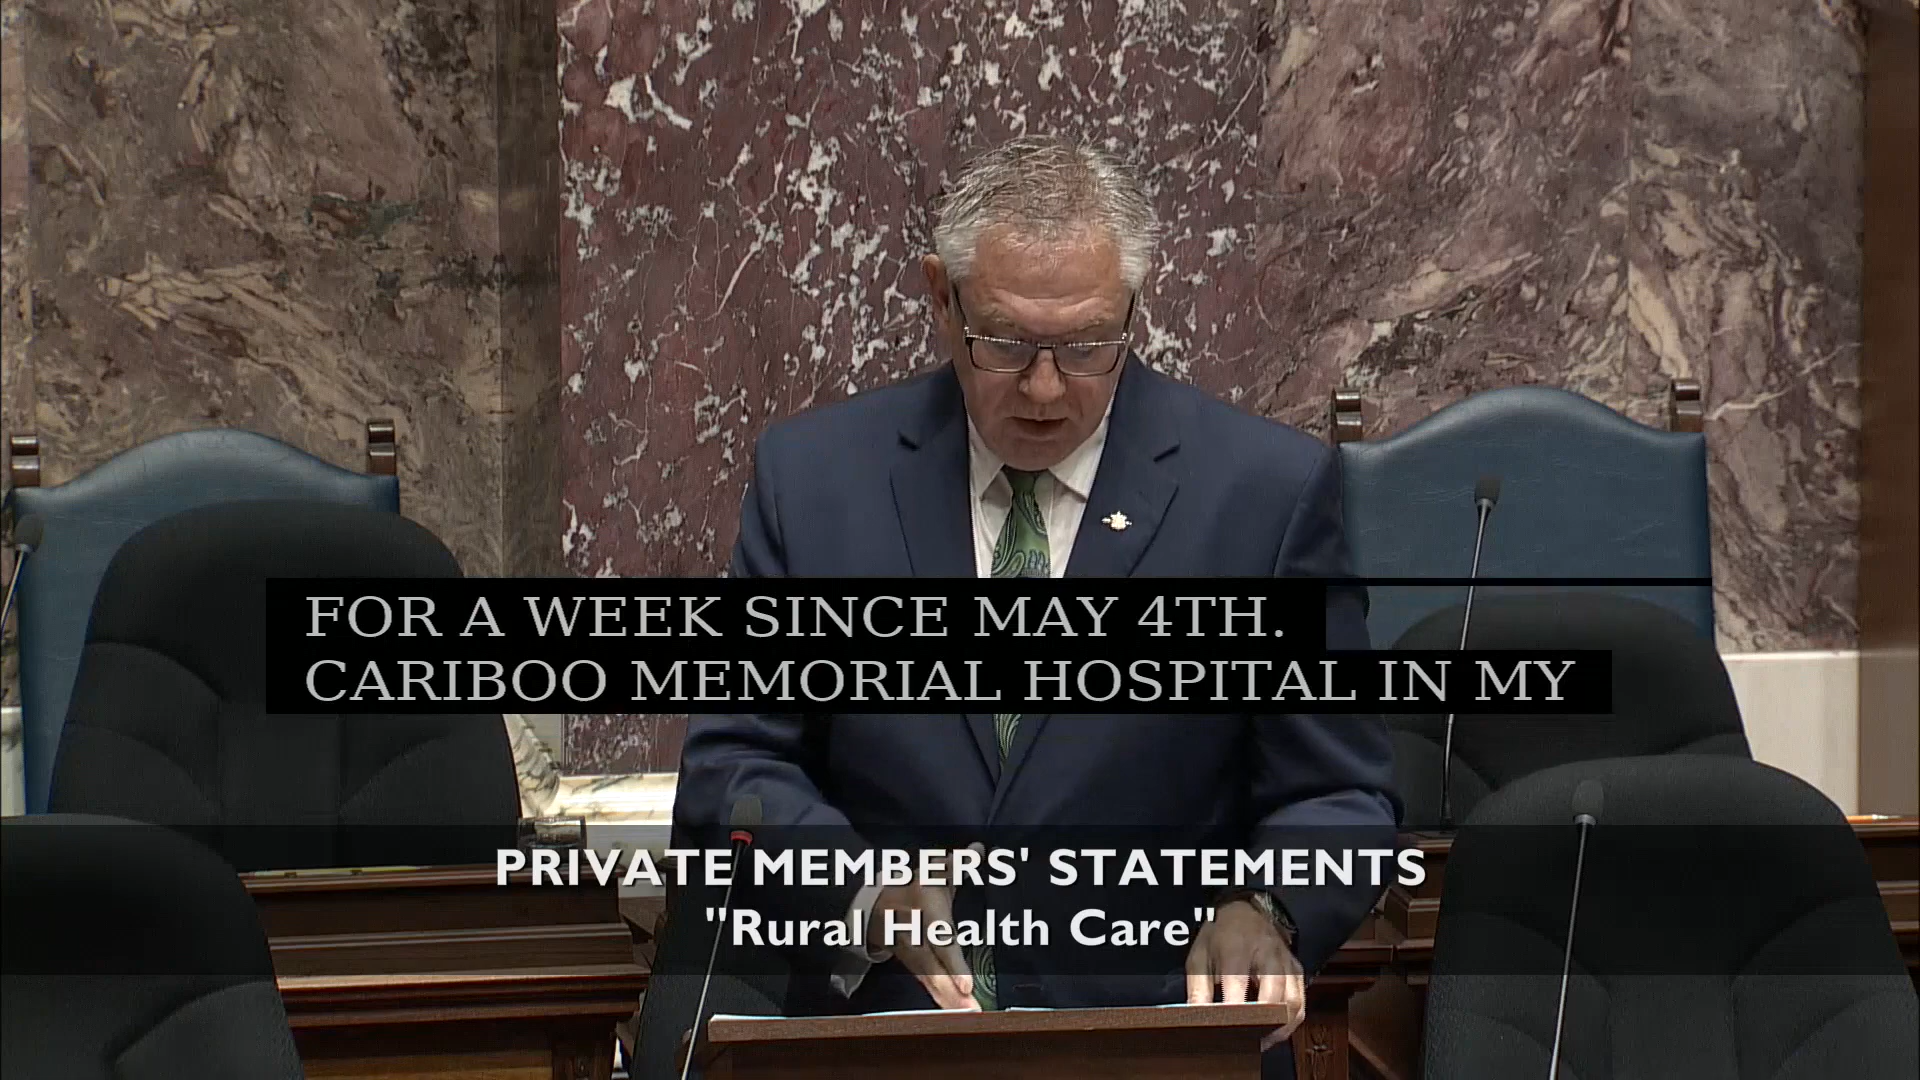 FOR A WEEK SINCE MAY 4TH.
CARIBOO MEMORIAL HOSPITAL IN MY
PRIVATE MEMBERS' STATEMENTS
"Rural Health Care"